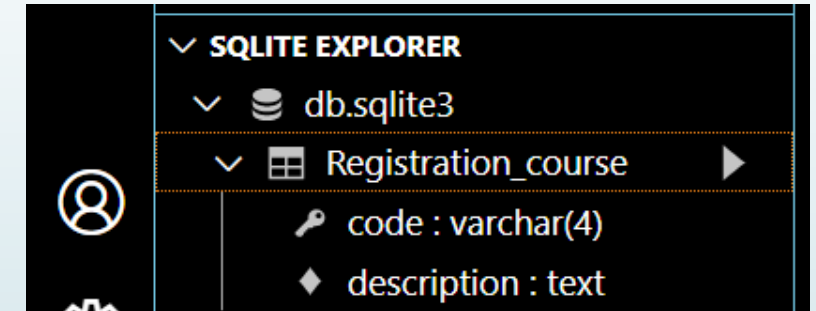 SQLITE EXPLORER
db.sqlite3
Registration_course
code : varchar(4)
description : text